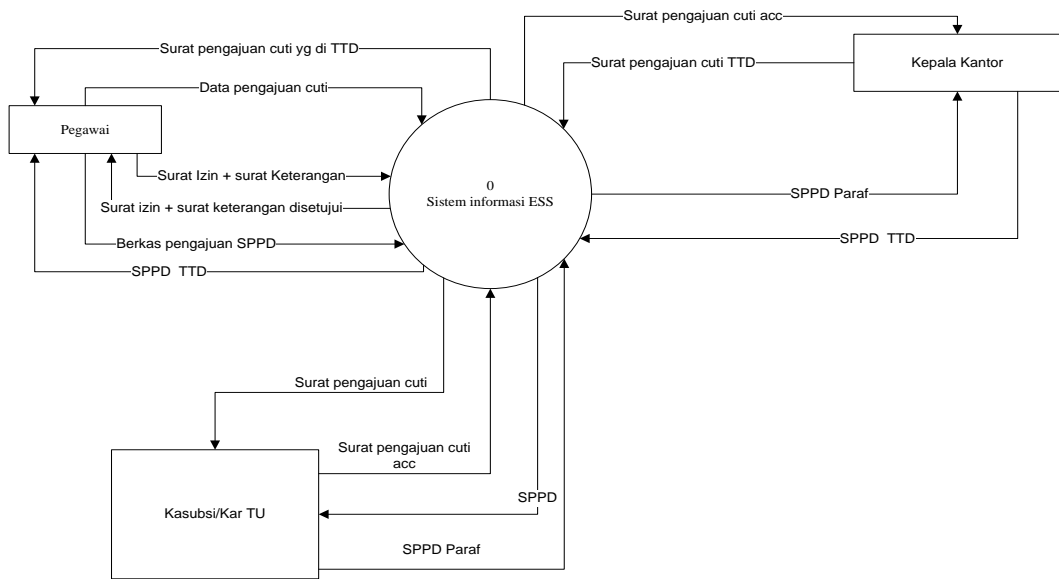 Surat pengajuan cuti acc
Surat pengajuan cuti yg di TTD
Surat pengajuan cuti TTD
Kepala Kantor
Data pengajuan cuti
Pegawai
Surat Izin + surat Keterangan
0
Sistem informasi ESS
SPPD Paraf
Surat izin + surat keterangan disetujui
Berkas pengajuan SPPD
SPPD TTD
SPPD TTD
Surat pengajuan cuti
Surat pengajuan cuti
acc
SPPD
Kasubsi/Kar TU
SPPD Paraf